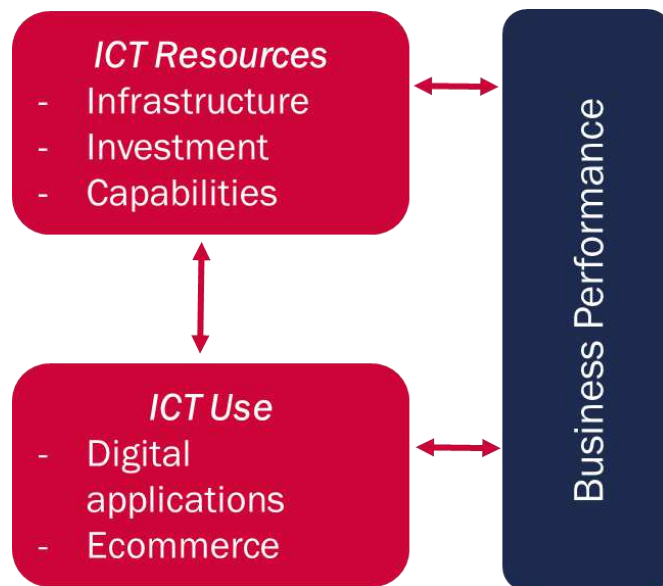 ICT Resources
- Infrastructure
- Investment
- Capabilities
ICT Use
- Digital
applications
- Ecommerce
Business Performance